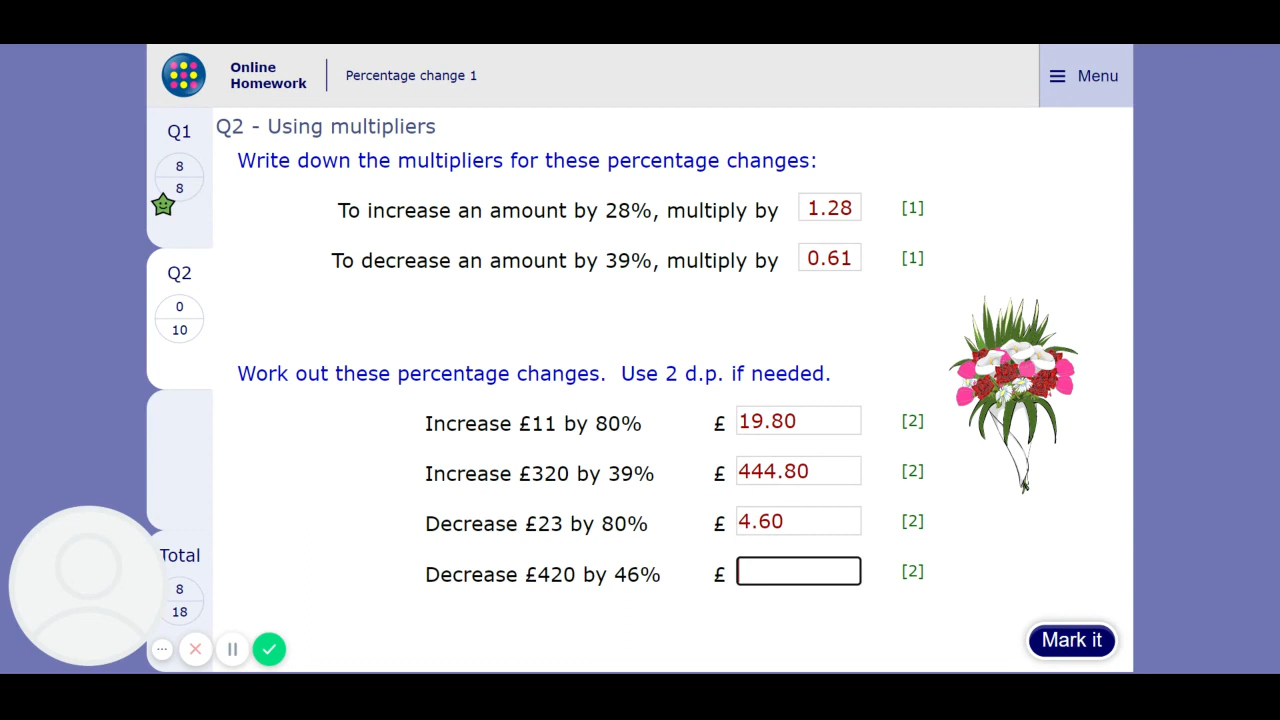 Online
Homework
Percentage change 1
Menu
Q1
8
8
Q2 - Using multipliers
Write down the multipliers for these percentage changes:
To increase an amount by 28%, multiply by 1.28 [1]
To decrease an amount by 39%, multiply by 0.61 [1]
Q2
0
10
Work out these percentage changes. Use 2 d.p. if needed.
Increase £11 by 80% £ 19.80 [2]
Increase £320 by 39% £ 444.80 [2]
Decrease £23 by 80% £ 4.60 [2]
Decrease £420 by 46% £ [2]
Total
8
18
Mark it